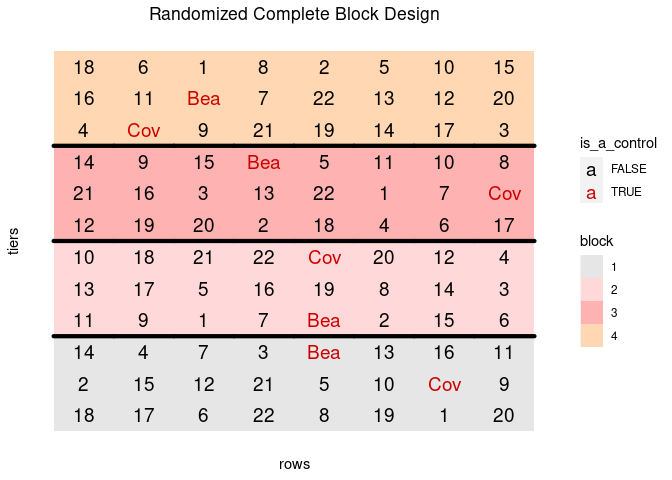 Randomized Complete Block Design
18 6 1 8 2 5 10 15
16 11 Bea 7 22 13 12 20
4 Cov 9 21 19 14 17 3
14 9 15 Bea 5 11 10 8
21 16 3 13 22 1 7 Cov
12 19 20 2 18 4 6 17
10 18 21 22 Cov 20 12 4
13 17 5 16 19 8 14 3
11 9 1 7 Bea 2 15 6
14 4 7 3 Bea 13 16 11
2 15 12 21 5 10 Cov 9
18 17 6 22 8 19 1 20
tiers
rows
is_a_control
a FALSE
a TRUE
block
1
2
3
4